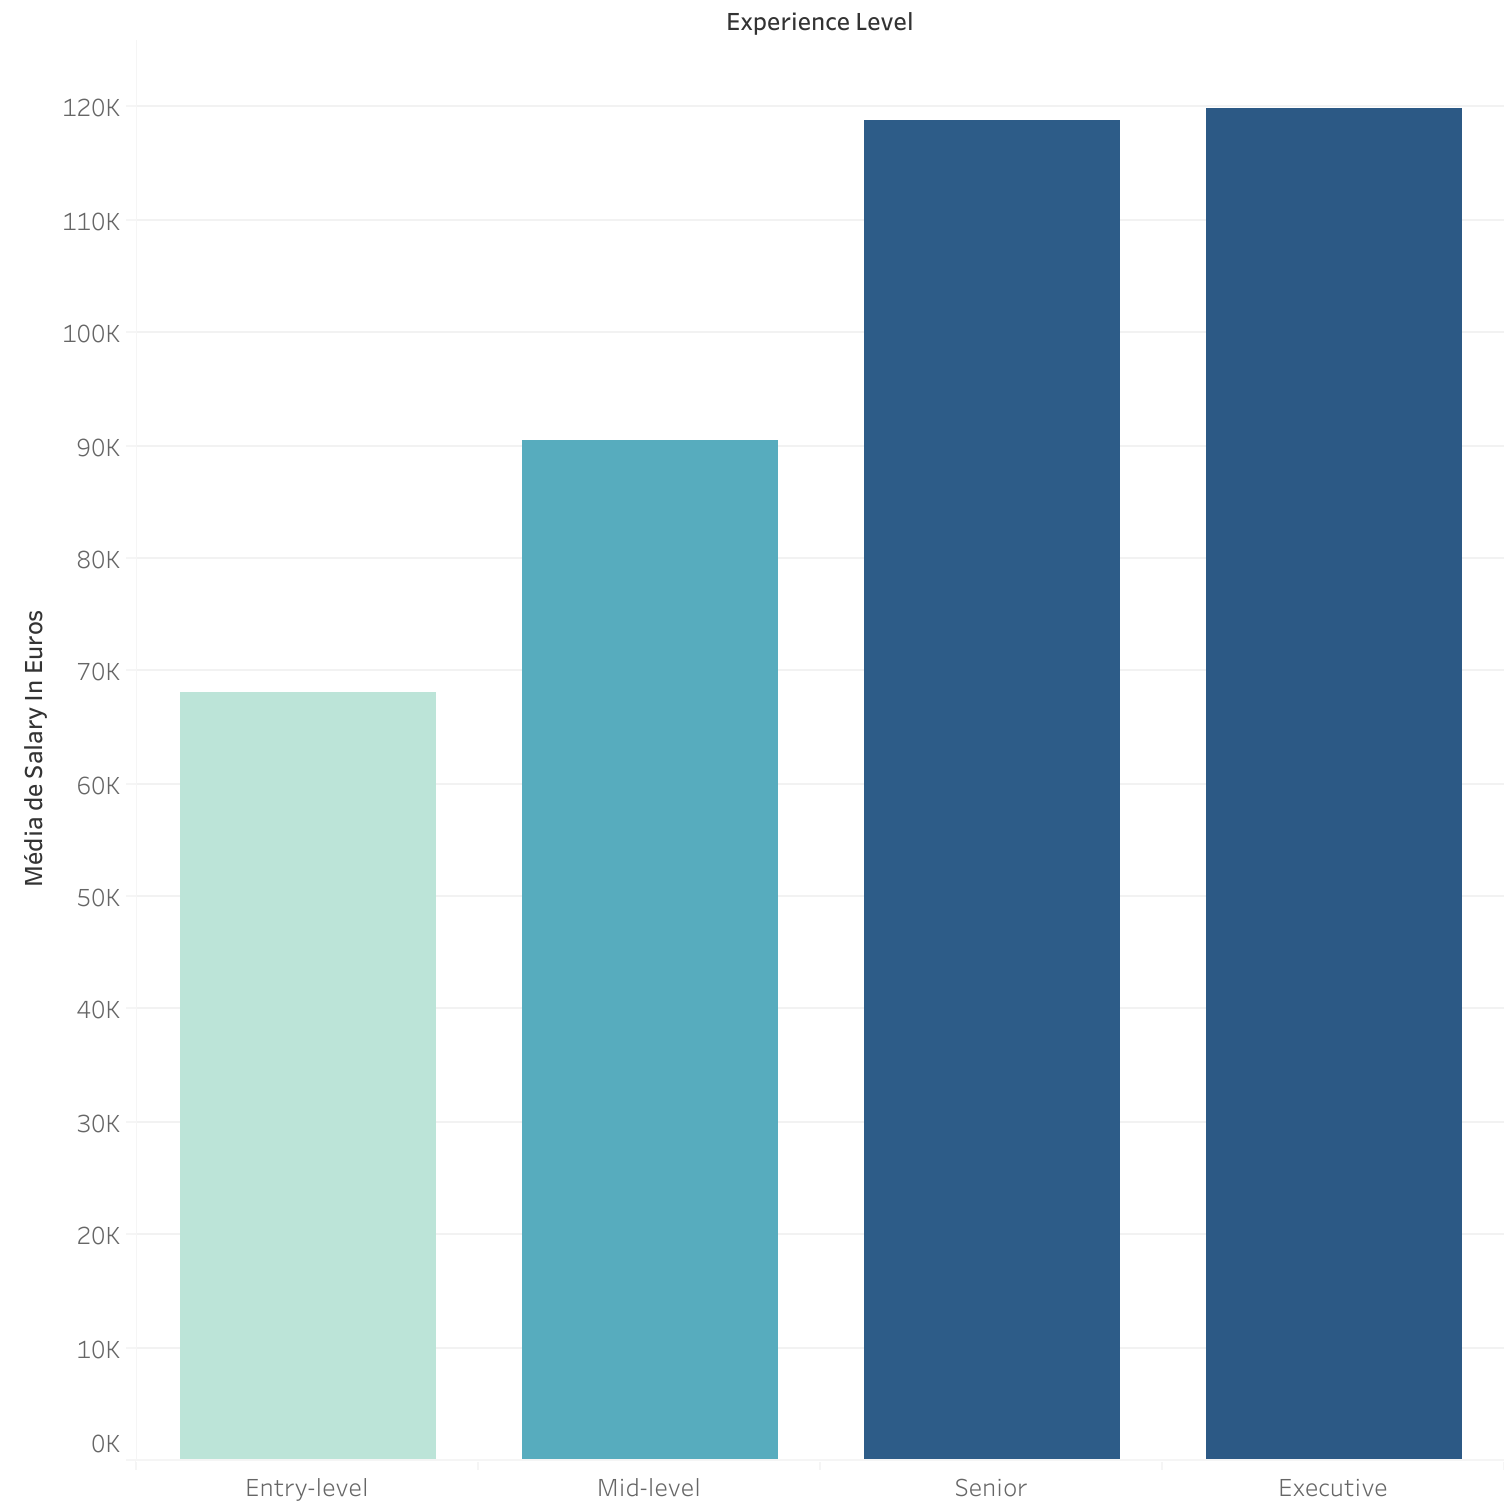 Experience Level
120K
110K
100K
90K
80K
70K
60K
50K
40K
30K
20K
10K
0K
Média de Salary In Euros
Entry-level
Mid-level
Senior
Executive